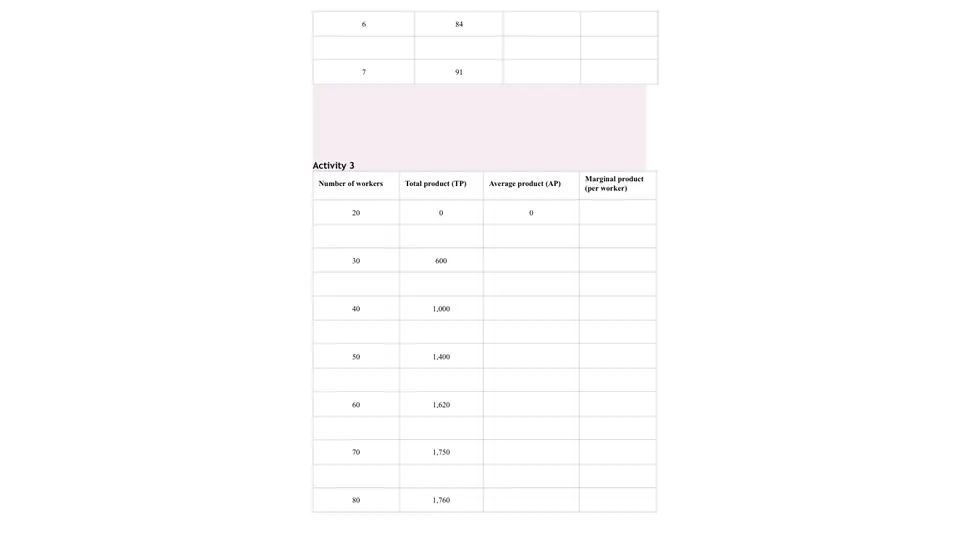 6 84
7 91
Activity 3
Number of workers Total product (TP) Average product (AP) Marginal product (per worker)
20 0 0
30 600
40 1,000
50 1,400
60 1,620
70 1,750
80 1,760